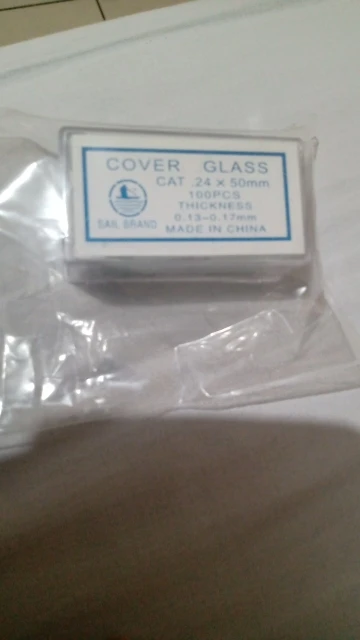 COVER GLASS
CAT .24 × 50mm
100PCS
THICKNESS
0.13-0.17mm
SAIL BRAND
MADE IN CHINA